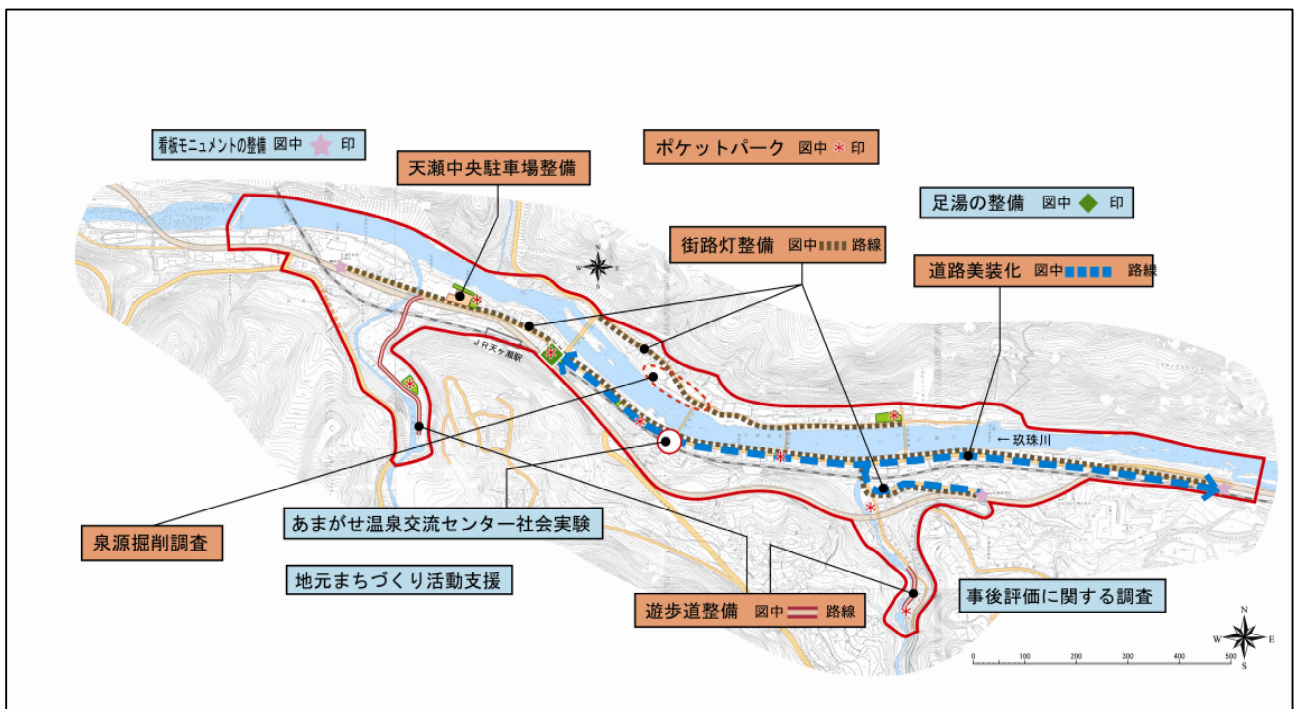 看板モニュメントの整備 図中 ★ 印
ポケットパーク 図中 * 印
天瀬中央駐車場整備
足湯の整備 図中 ◆ 印
街路灯整備 図中 路線
道路美装化 図中 路線
N
W E
S
JR天ヶ瀬駅
←玖珠川
泉源掘削調査
あまがせ温泉交流センター社会実験
地元まちづくり活動支援
遊歩道整備 図中 路線
事後評価に関する調査
N
W E
S
0 100 200 300 400 500